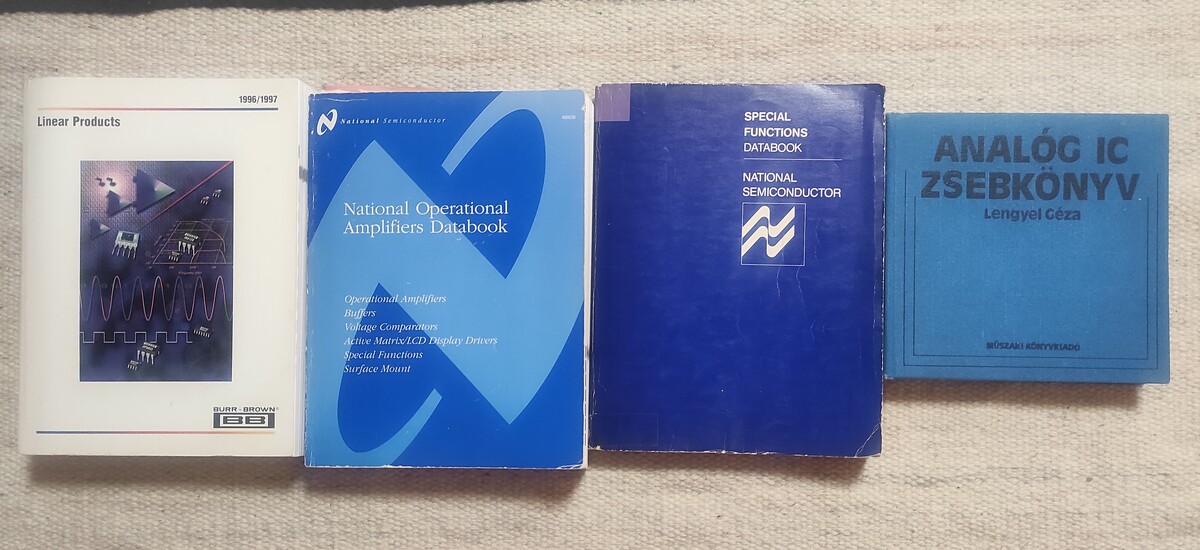 1996/1997
Linear Products
BURR-BROWN®
BB
National Semiconductor
National Operational
Amplifiers Databook
Operational Amplifiers
Buffers
Voltage Comparators
Active Matrix/LCD Display Drivers
Special Functions
Surface Mount
SPECIAL
FUNCTIONS
DATABOOK
NATIONAL
SEMICONDUCTOR
ANALÓG IC
ZSEBKÖNYV
Lengyel Géza
MŰSZAKI KÖNYVKIADÓ